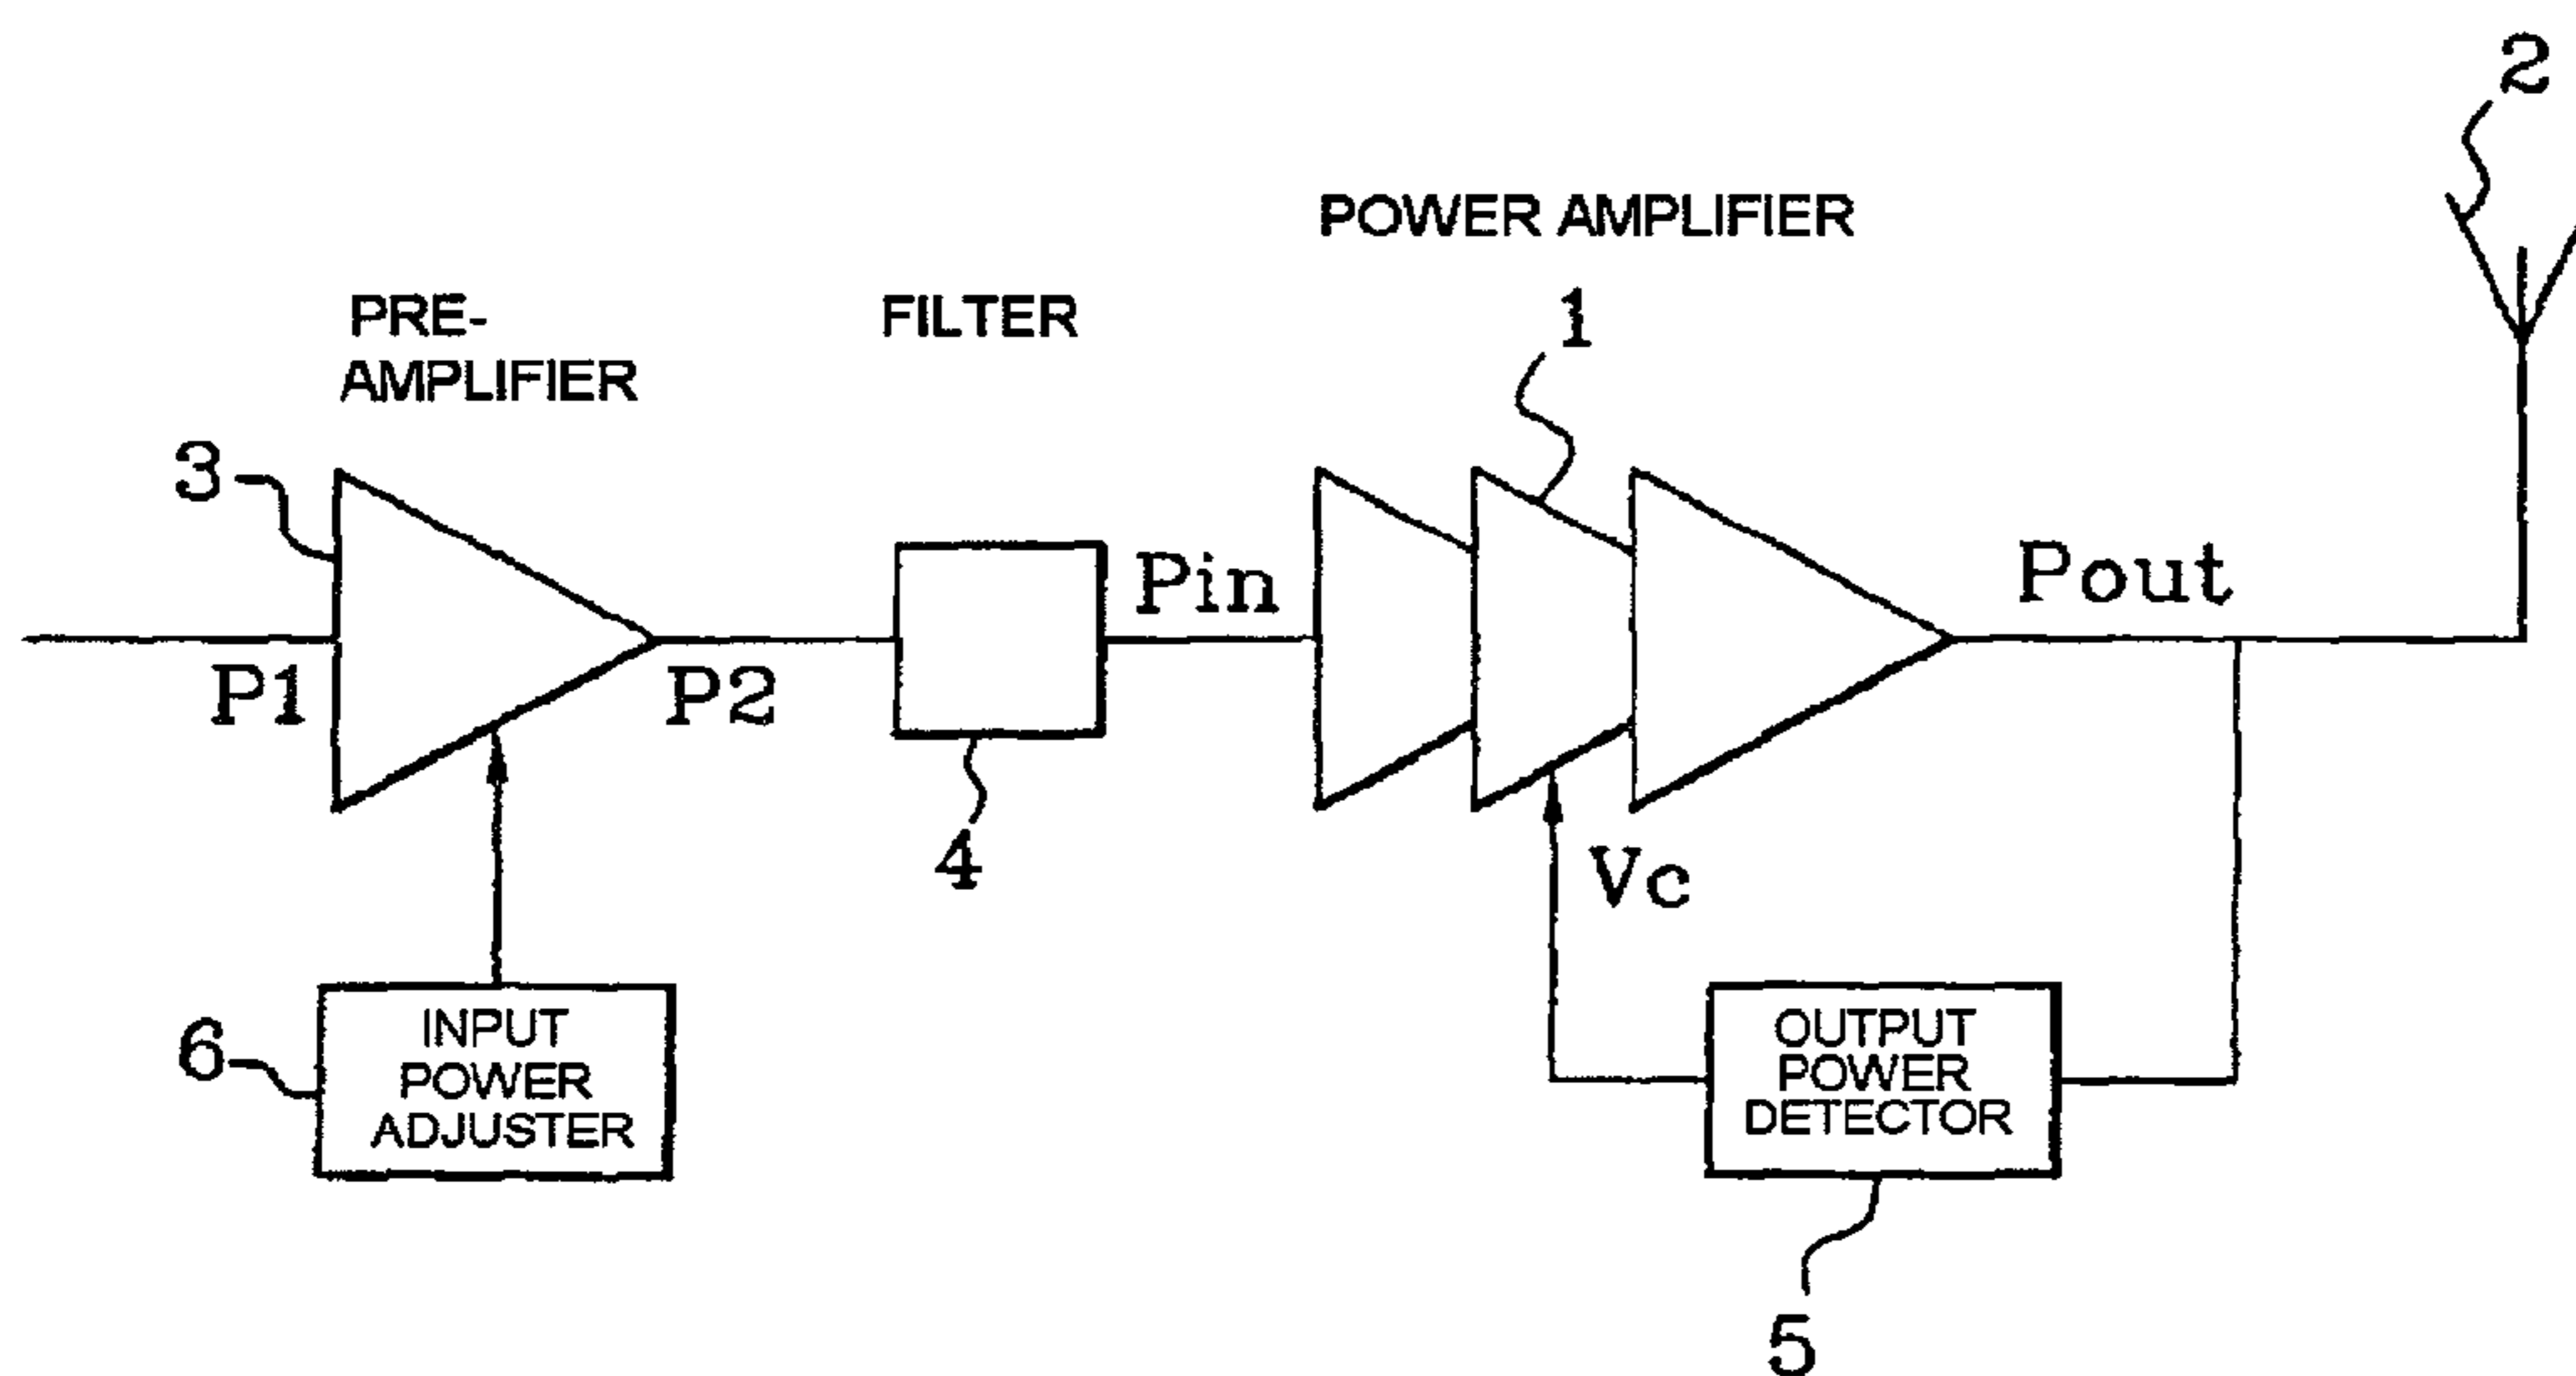 2
POWER AMPLIFIER
PRE-
AMPLIFIER
FILTER
1
3
Pin
Pout
P1
P2
4
Vc
6
INPUT
POWER
ADJUSTER
OUTPUT
POWER
DETECTOR
5